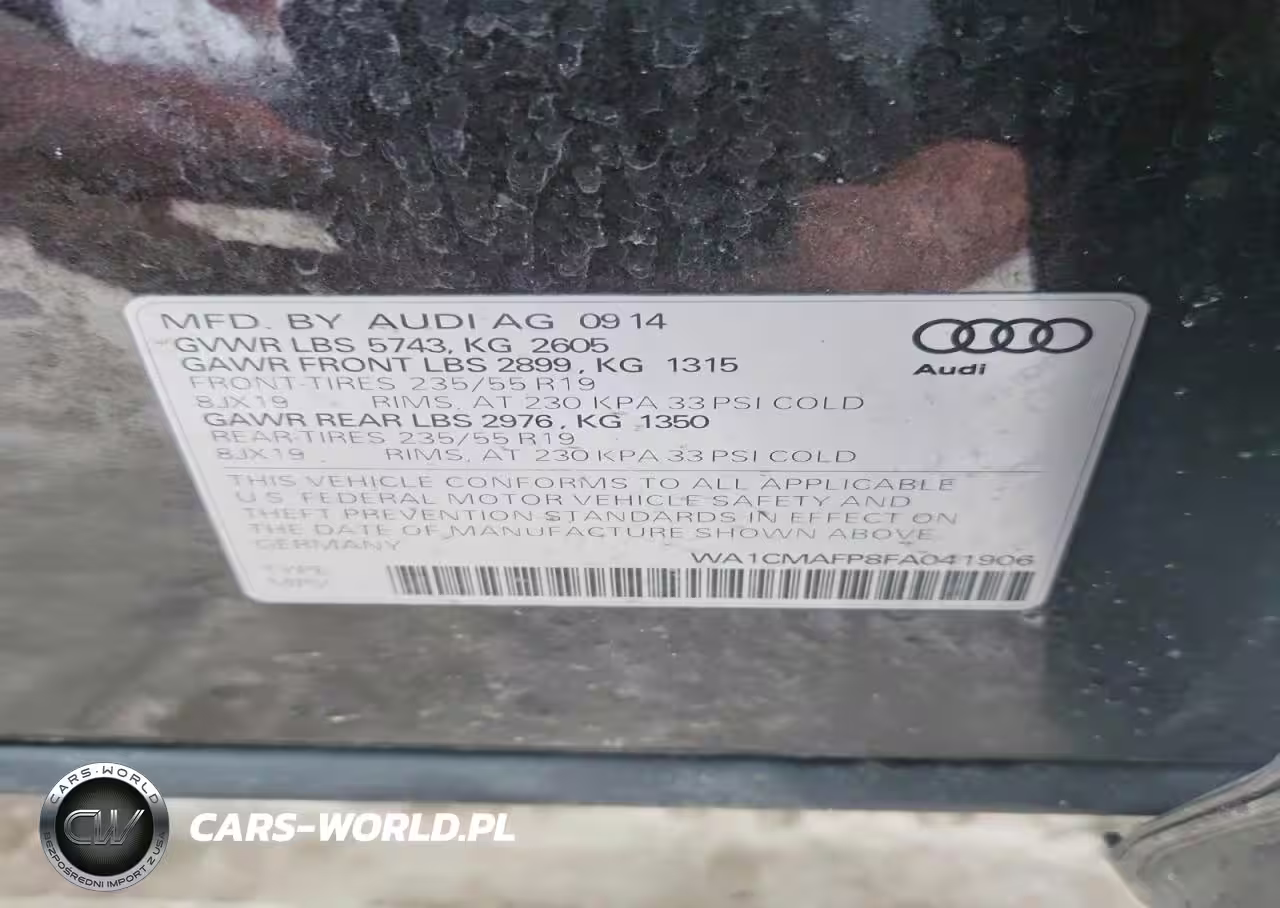 MFD. BY AUDI AG 09 14
GVWR LBS 5743, KG 2605
GAWR FRONT LBS 2899, KG 1315
FRONT-TIRES 235/55 R19
8JX19 RIMS, AT 230 KPA 33 PSI COLD
GAWR REAR LBS 2976, KG 1350
REAR-TIRES 235/55 R19
8JX19 RIMS, AT 230 KPA 33 PSI COLD
Audi
THIS VEHICLE CONFORMS TO ALL APPLICABLE
U.S. FEDERAL MOTOR VEHICLE SAFETY AND
THEFT PREVENTION STANDARDS IN EFFECT ON
THE DATE OF MANUFACTURE SHOWN ABOVE.
GERMANY
WA1CMAFP8FA041906
TYPE
MPV
CARS-WORLD
CW
BEZPOŚREDNI IMPORT Z USA
CARS-WORLD.PL